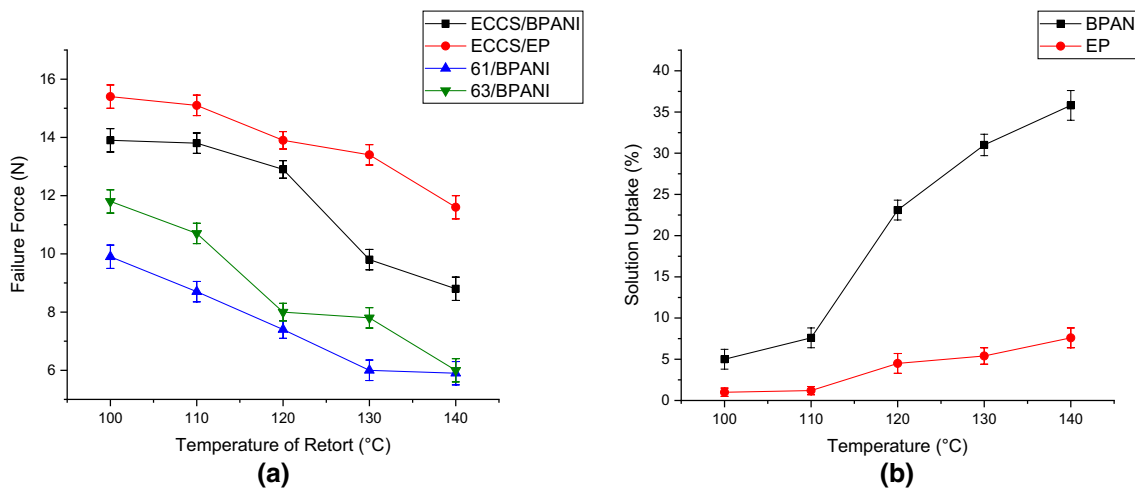 ECCS/BPANI
ECCS/EP
61/BPANI
63/BPANI
16
14
12
10
8
6
Failure Force (N)
100 110 120 130 140
Temperature of Retort (°C)
(a)
BPANI
EP
40
35
30
25
20
15
10
5
0
Solution Uptake (%)
100 110 120 130 140
Temperature (°C)
(b)